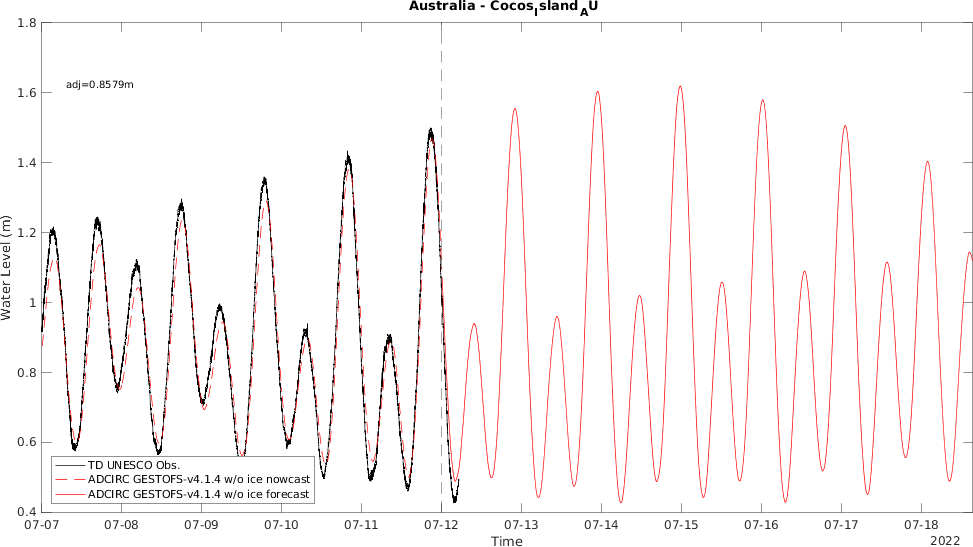 Australia - Cocos_Island_AU
1.8
1.6
1.4
1.2
1
0.8
0.6
0.4
Water Level (m)
adj=0.8579m
TD UNESCO Obs.
ADCIRC GESTOFS-v4.1.4 w/o ice nowcast
ADCIRC GESTOFS-v4.1.4 w/o ice forecast
07-07 07-08 07-09 07-10 07-11 07-12 07-13 07-14 07-15 07-16 07-17 07-18
Time
2022